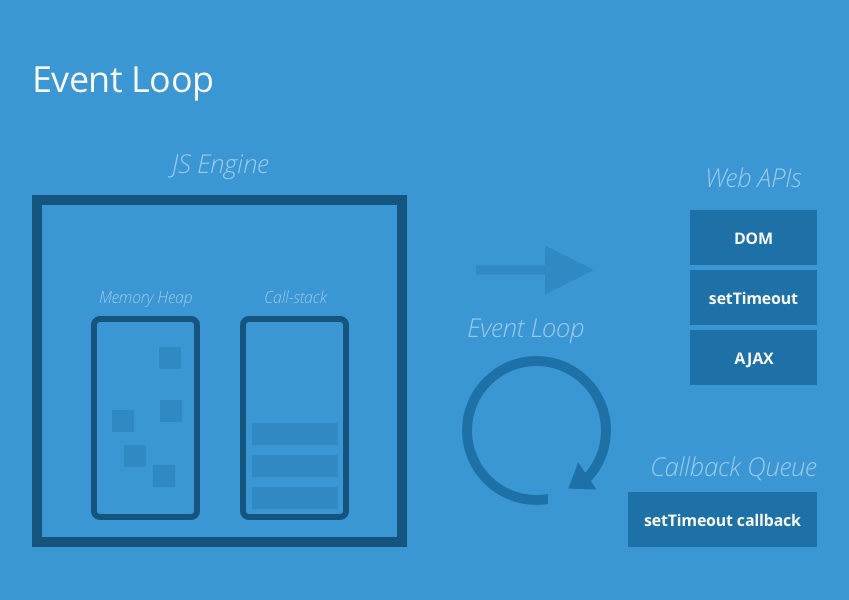 Event Loop
JS Engine
Memory Heap
Call-stack
Event Loop
Web APIs
DOM
setTimeout
AJAX
Callback Queue
setTimeout callback